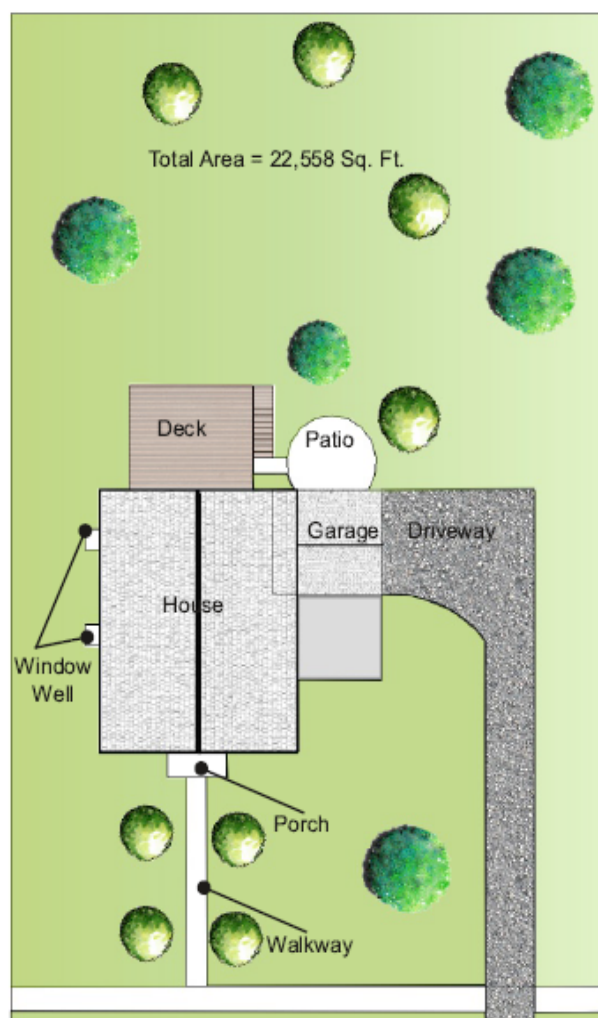 Total Area = 22,558 Sq. Ft.
Deck
Patio
Garage
Driveway
House
Window
Well
Porch
Walkway